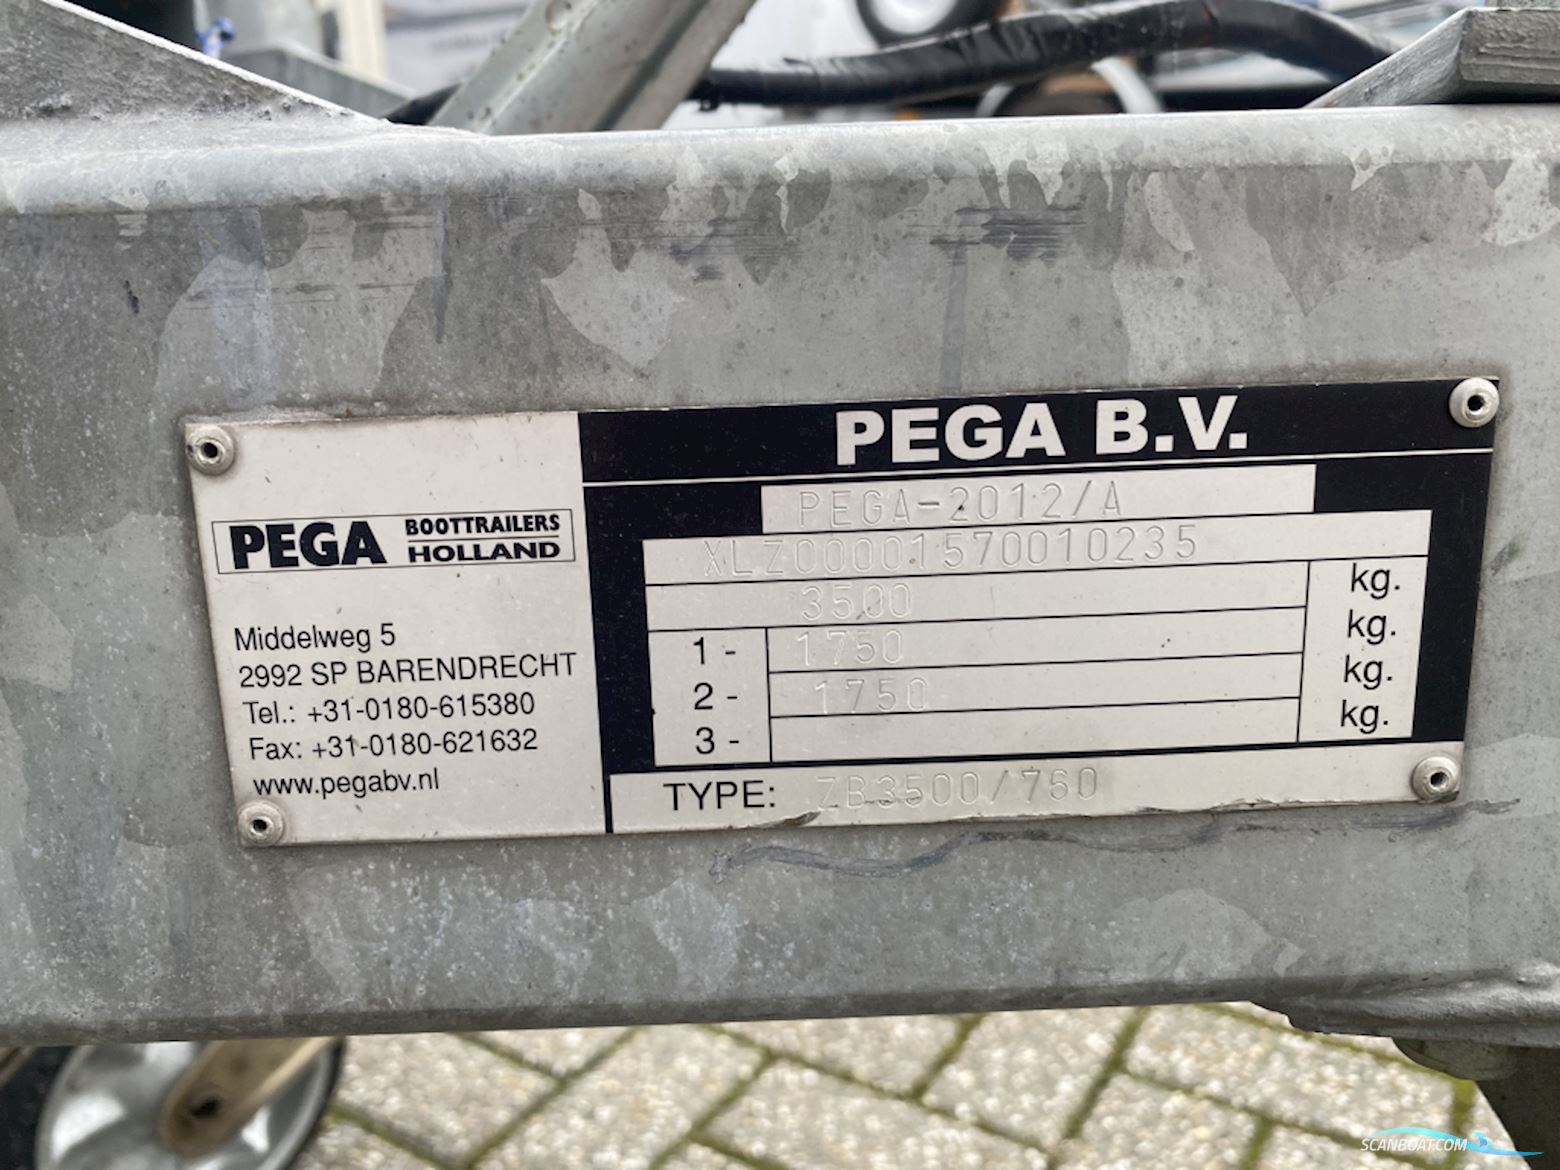 PEGA BOOTTRAILERS HOLLAND
Middelweg 5
2992 SP BARENDRECHT
Tel.: +31-0180-615380
Fax: +31-0180-621632
www.pegabv.nl
PEGA B.V.
PEGA-2012/A
XLZ00001570010235
3500 kg.
1 - 1750 kg.
2 - 1750 kg.
3 - kg.
TYPE: ZB3500/760
SCANBOAT.COM